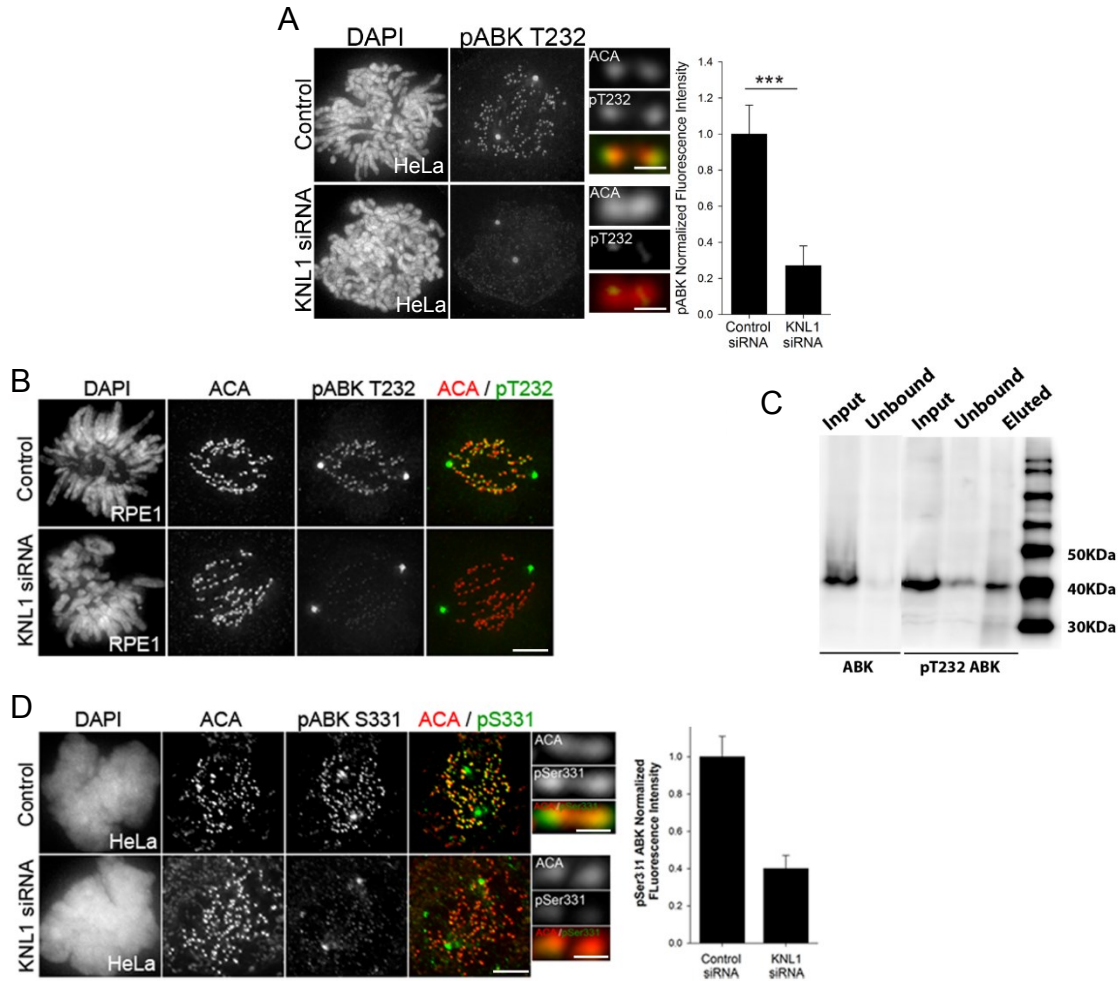 A
DAPI
pABK T232
Control
HeLa
ACA
pT232
KNL1 siRNA
HeLa
ACA
pT232
pABK Normalized Fluorescence Intensity
1.4
1.2
1.0
0.8
0.6
0.4
0.2
0.0
***
Control
siRNA
KNL1
siRNA
B
DAPI
ACA
pABK T232
ACA / pT232
Control
RPE1
KNL1 siRNA
RPE1
C
Input
Unbound
Input
Unbound
Eluted
50KDa
40KDa
30KDa
ABK
pT232 ABK
D
DAPI
ACA
pABK S331
ACA / pS331
Control
HeLa
ACA
pSer331
ACA/pSer331
KNL1 siRNA
HeLa
ACA
pSer331
ACA/pSer331
pSer331 ABK Normalized
FLuorescence Intensity
1.0
0.8
0.6
0.4
0.2
0.0
Control
siRNA
KNL1
siRNA